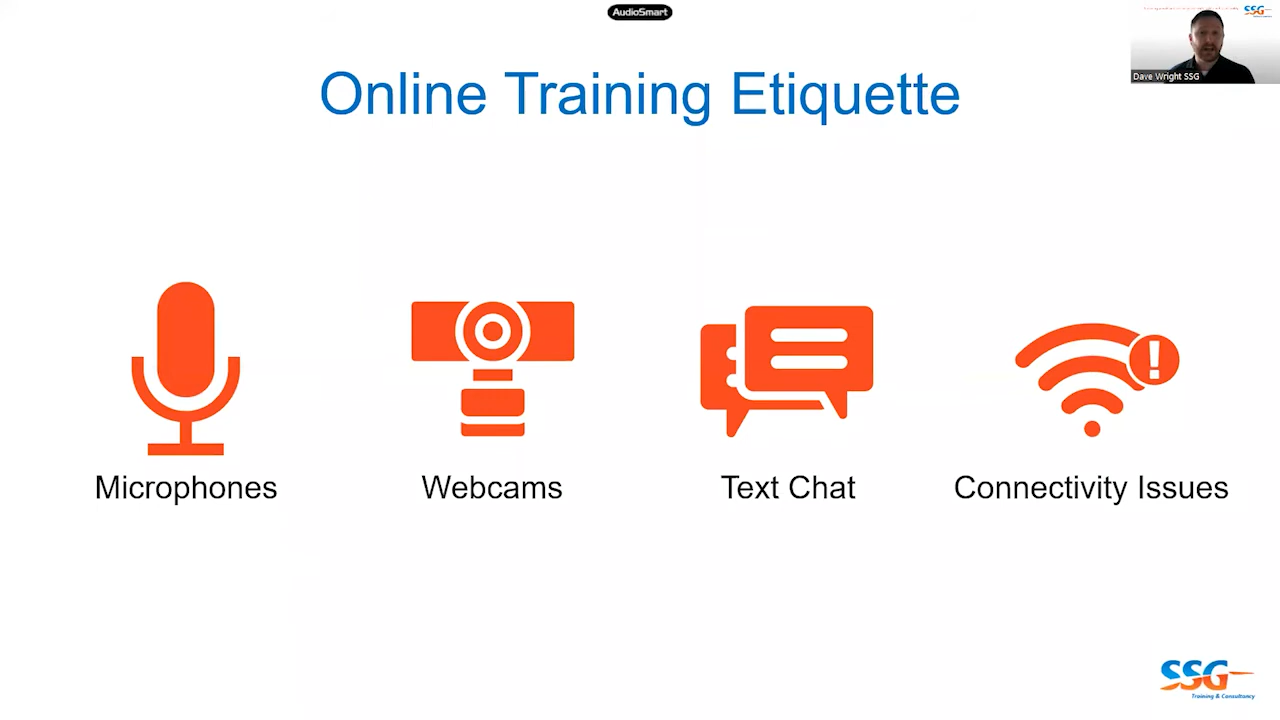 AudioSmart
SSG
Dave Wright SSG
Online Training Etiquette
Microphones
Webcams
Text Chat
Connectivity Issues
SSG
Training & Consultancy